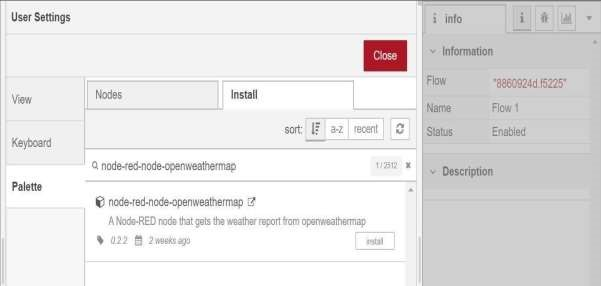 User Settings
Close
View
Keyboard
Palette
Nodes
Install
sort:
a-z
recent
node-red-node-openweathermap
1 / 2312
node-red-node-openweathermap
A Node-RED node that gets the weather report from openweathermap
0.2.2
2 weeks ago
install
info
Information
Flow
"8860924d.f5225"
Name
Flow 1
Status
Enabled
Description